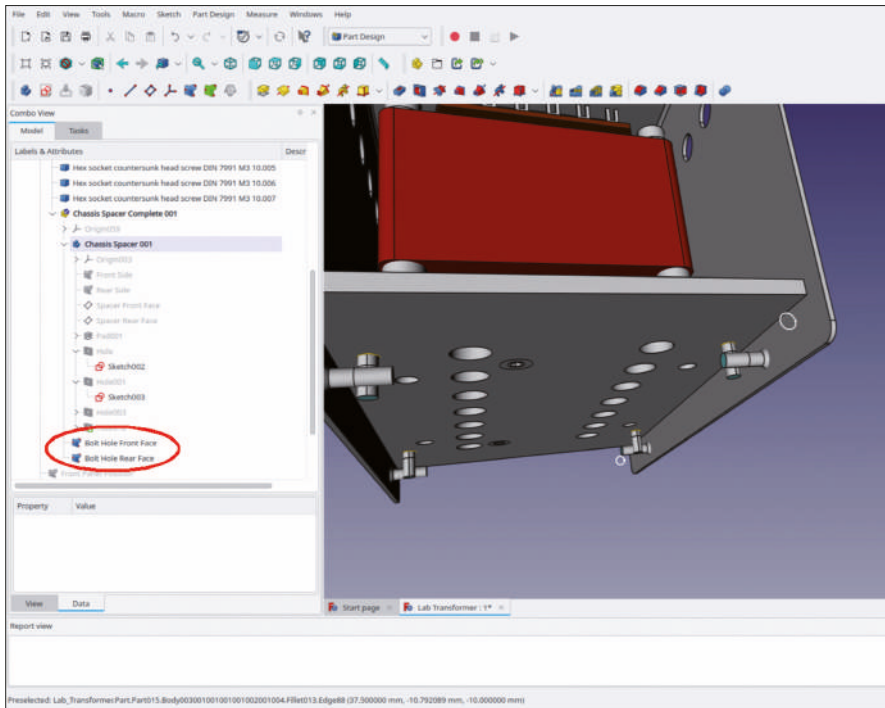 File Edit View Tools Macro Sketch Part Design Measure Windows Help
Part Design
Combo View
Model Tasks
Labels & Attributes Descr
Hex socket countersunk head screw DIN 7991 M3 10.005
Hex socket countersunk head screw DIN 7991 M3 10.006
Hex socket countersunk head screw DIN 7991 M3 10.007
Chassis Spacer Complete 001
Origin059
Chassis Spacer 001
Origin003
Front Side
Rear Side
Spacer Front Face
Spacer Rear Face
Pad001
Hole
Sketch002
Hole001
Sketch003
Hole003
Bolt Hole Front Face
Bolt Hole Rear Face
Front Panel Position
Property Value
View Data
Start page
Lab Transformer : 1*
Report view
Preselected: Lab_Transformer.Part.Part015.Body003001001001001002001004.Fillet013.Edge88 (37.500000 mm, -10.792089 mm, -10.000000 mm)